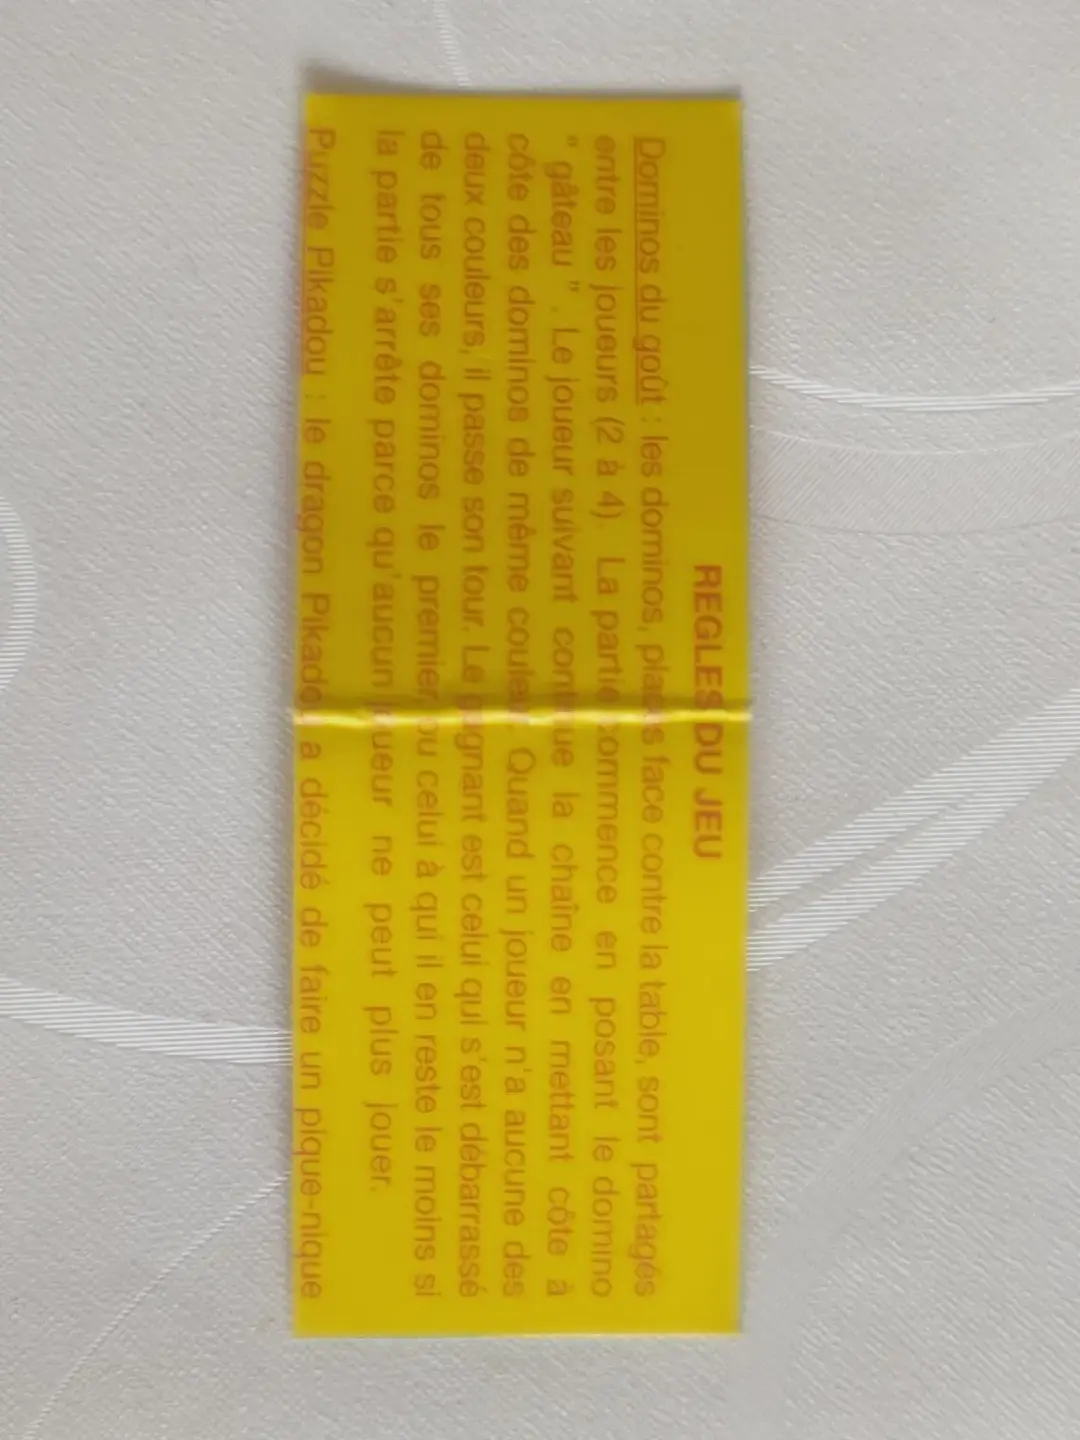 REGLES DU JEU
Dominos du goût : les dominos, placés face contre la table, sont partagés
entre les joueurs (2 à 4). La partie commence en posant le domino
" gâteau ". Le joueur suivant continue la chaîne en mettant côte à
côte des dominos de même couleur. Quand un joueur n'a aucune des
deux couleurs, il passe son tour. Le gagnant est celui qui s'est débarrassé
de tous ses dominos le premier ou celui à qui il en reste le moins si
la partie s'arrête parce qu'aucun joueur ne peut plus jouer.
Puzzle Pikadou : le dragon Pikadou a décidé de faire un pique-nique